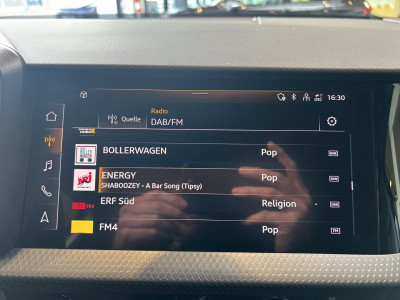 16:30
Radio
Quelle
DAB/FM
BOLLERWAGEN
Pop
ENERGY
Pop
SHABOOZEY - A Bar Song (Tipsy)
NRJ
ERF Süd
Religion
FM4
Pop